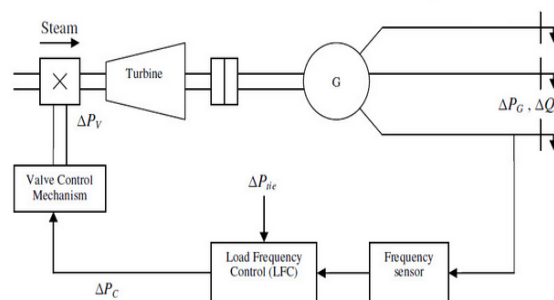 Steam
Turbine
G
ΔP_V
ΔP_G , ΔQ
Valve Control
Mechanism
ΔP_tie
Load Frequency
Control (LFC)
Frequency
sensor
ΔP_C